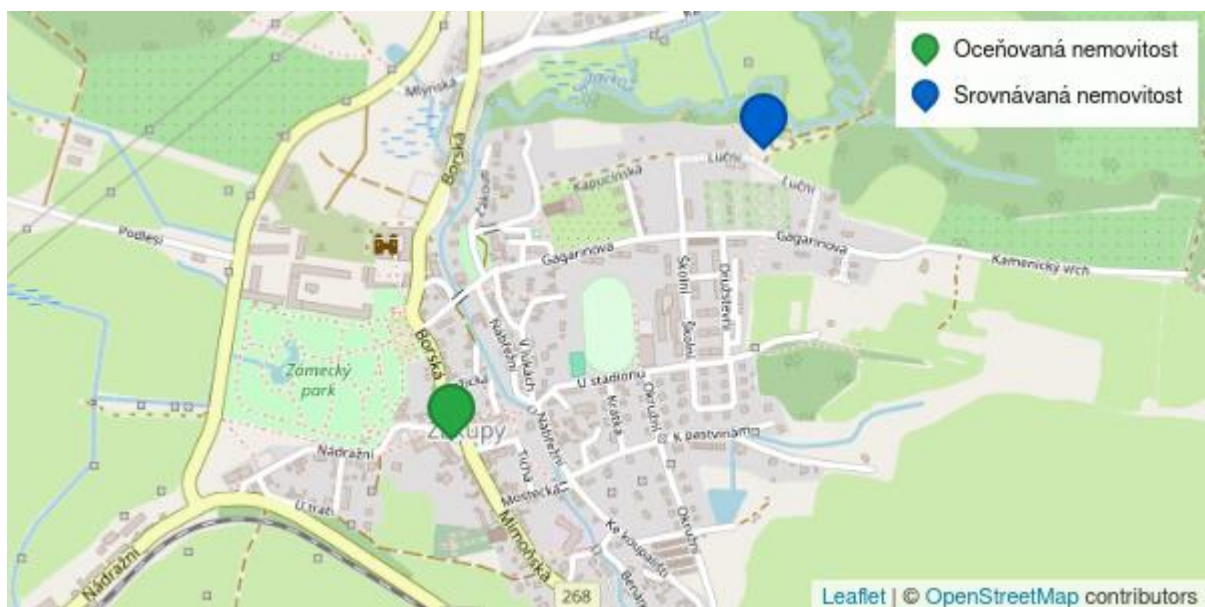 Oceňovaná nemovitost
Srovnávaná nemovitost
Mlýnská
Borská
Luční
Luční
Kapucínská
Gagarinova
Gagarinova
Kamenický vrch
Podlesí
Školní
Družstevní
Školní
Borská
Nábřežní
V lukách
Zámecký
park
U stadionu
Krátká
Okružní
K pastvinám
Nádražní
Tichá
Nábřežní
Mostecká
U trati
Mimoňská
Ke koupališti
Okružní
Nádražní
268
Leaflet | © OpenStreetMap contributors